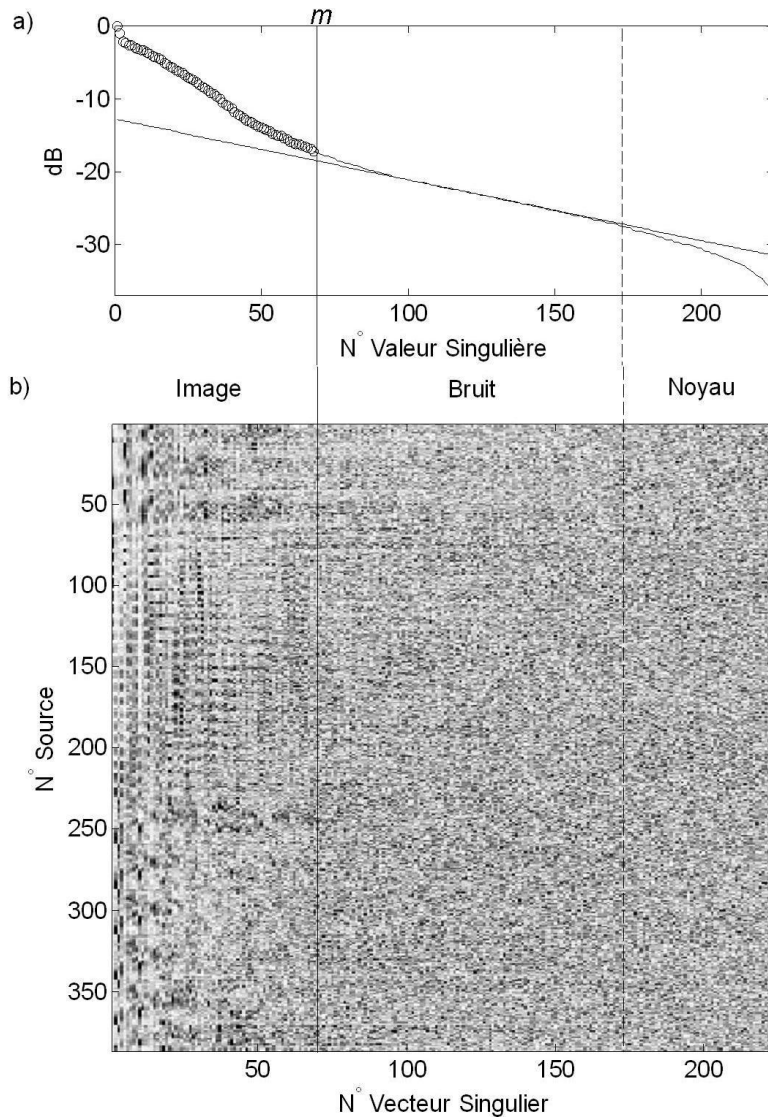 a)
m
0
-10
-20
-30
dB
0 50 100 150 200
N° Valeur Singulière
b)
Image Bruit Noyau
50
100
150
200
250
300
350
N° Source
50 100 150 200
N° Vecteur Singulier